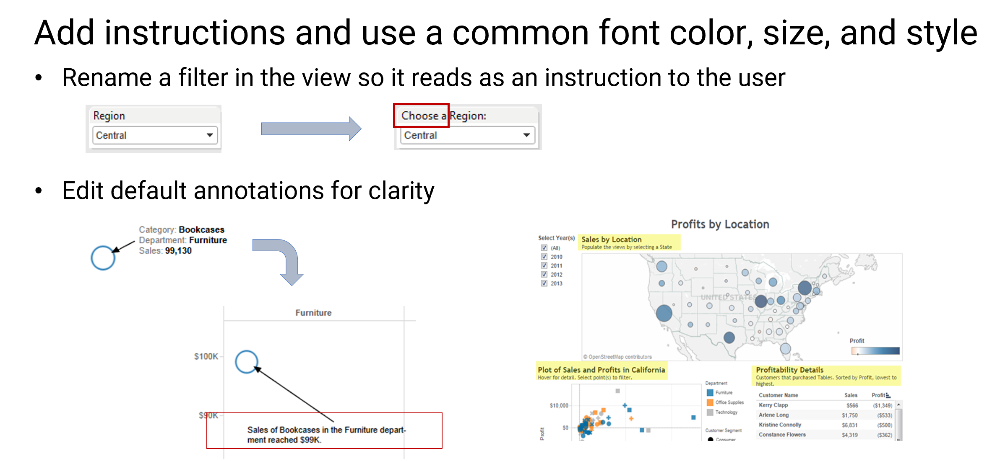 Add instructions and use a common font color, size, and style
• Rename a filter in the view so it reads as an instruction to the user
Region
Central
Choose a Region:
Central
• Edit default annotations for clarity
Category: Bookcases
Department: Furniture
Sales: 99,130
Furniture
$100K
$90K
Sales of Bookcases in the Furniture depart-
ment reached $99K.
Profits by Location
Select Year(s)
(All)
2010
2011
2012
2013
Sales by Location
Populate the views by selecting a State
UNITED STATES
Profit
© OpenStreetMap contributors
Plot of Sales and Profits in California
Hover for detail. Select point(s) to filter.
$10,000
$0
Profit
Department
Furniture
Office Supplies
Technology
Customer Segment
Consumer
Profitability Details
Customers that purchased Tables. Sorted by Profit, lowest to
highest.
Customer Name Sales Profit
Kerry Clapp $566 ($1,349)
Arlene Long $1,750 ($533)
Kristine Connolly $6,831 ($500)
Constance Flowers $4,319 ($362)